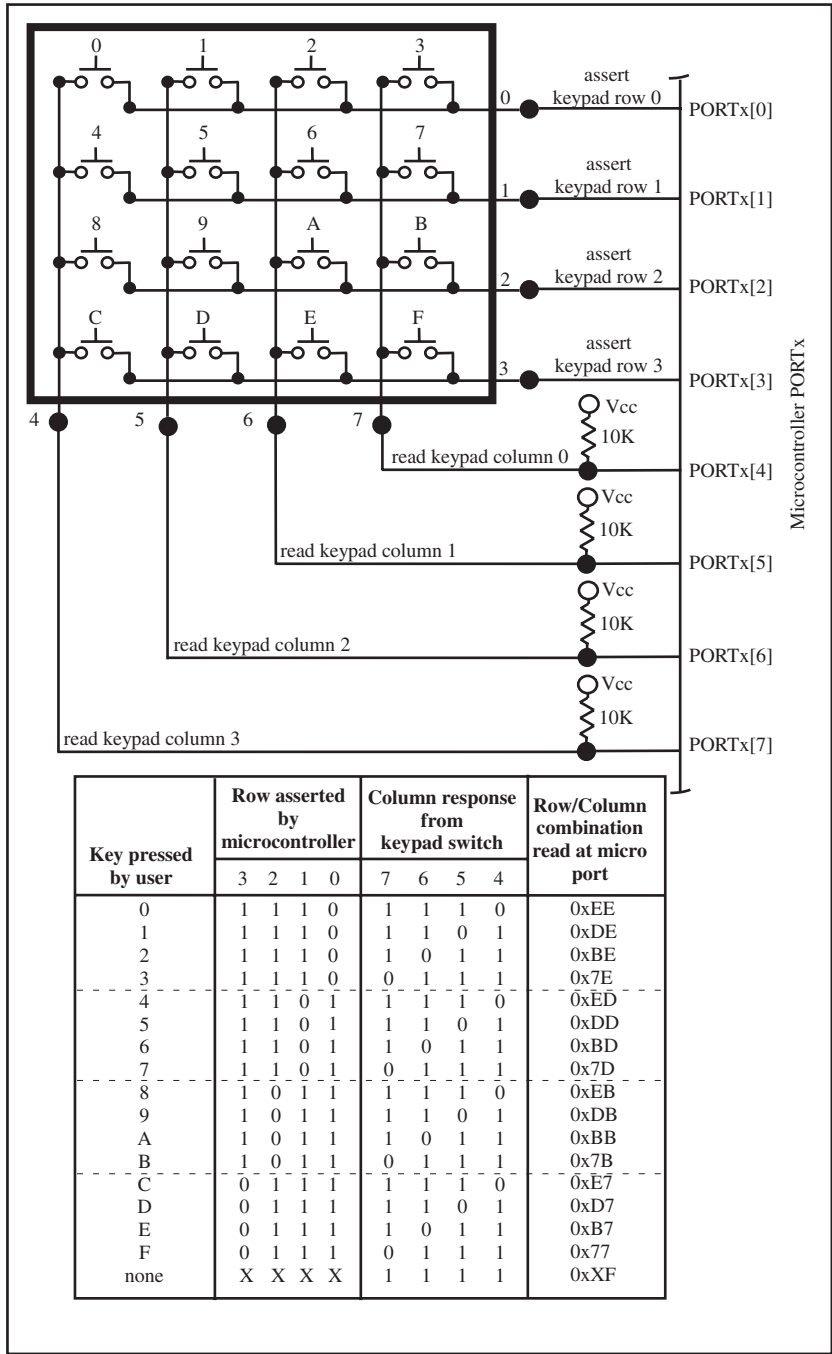 0 1 2 3
0 assert keypad row 0 PORTx[0]
4 5 6 7
1 assert keypad row 1 PORTx[1]
8 9 A B
2 assert keypad row 2 PORTx[2]
C D E F
3 assert keypad row 3 PORTx[3]
Microcontroller PORTx
4 5 6 7
Vcc
10K
read keypad column 0 PORTx[4]
Vcc
10K
read keypad column 1 PORTx[5]
Vcc
10K
read keypad column 2 PORTx[6]
Vcc
10K
read keypad column 3 PORTx[7]
Key pressed by user
Row asserted by microcontroller
Column response from keypad switch
Row/Column combination read at micro port
3 2 1 0 7 6 5 4
0 1 1 1 0 1 1 1 0 0xEE
1 1 1 1 0 1 1 0 1 0xDE
2 1 1 1 0 1 0 1 1 0xBE
3 1 1 1 0 0 1 1 1 0x7E
4 1 1 0 1 1 1 1 0 0xED
5 1 1 0 1 1 1 0 1 0xDD
6 1 1 0 1 1 0 1 1 0xBD
7 1 1 0 1 0 1 1 1 0x7D
8 1 0 1 1 1 1 1 0 0xEB
9 1 0 1 1 1 1 0 1 0xDB
A 1 0 1 1 1 0 1 1 0xBB
B 1 0 1 1 0 1 1 1 0x7B
C 0 1 1 1 1 1 1 0 0xE7
D 0 1 1 1 1 1 0 1 0xD7
E 0 1 1 1 1 0 1 1 0xB7
F 0 1 1 1 0 1 1 1 0x77
none X X X X 1 1 1 1 0xXF